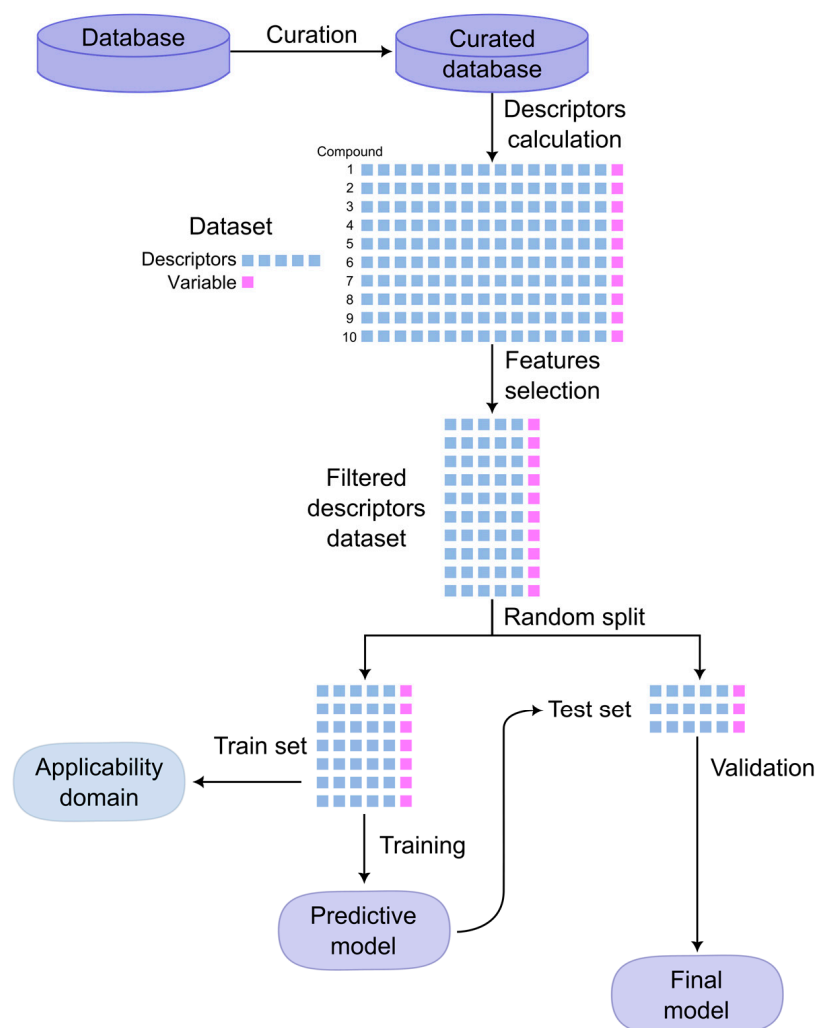 Database
Curation
Curated
database
Descriptors
calculation
Compound
1
2
3
4
5
6
7
8
9
10
Dataset
Descriptors
Variable
Features
selection
Filtered
descriptors
dataset
Random split
Train set
Test set
Applicability
domain
Validation
Training
Predictive
model
Final
model